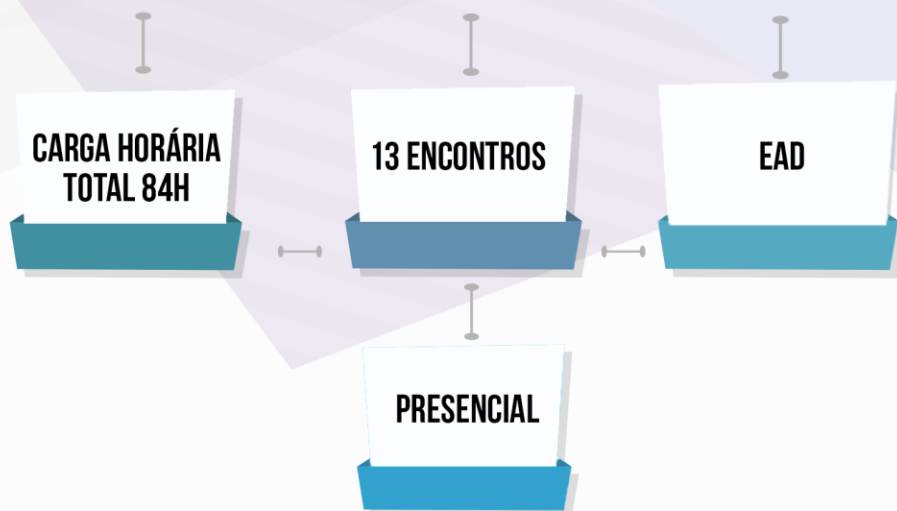 CARGA HORÁRIA
TOTAL 84H
13 ENCONTROS
EAD
PRESENCIAL